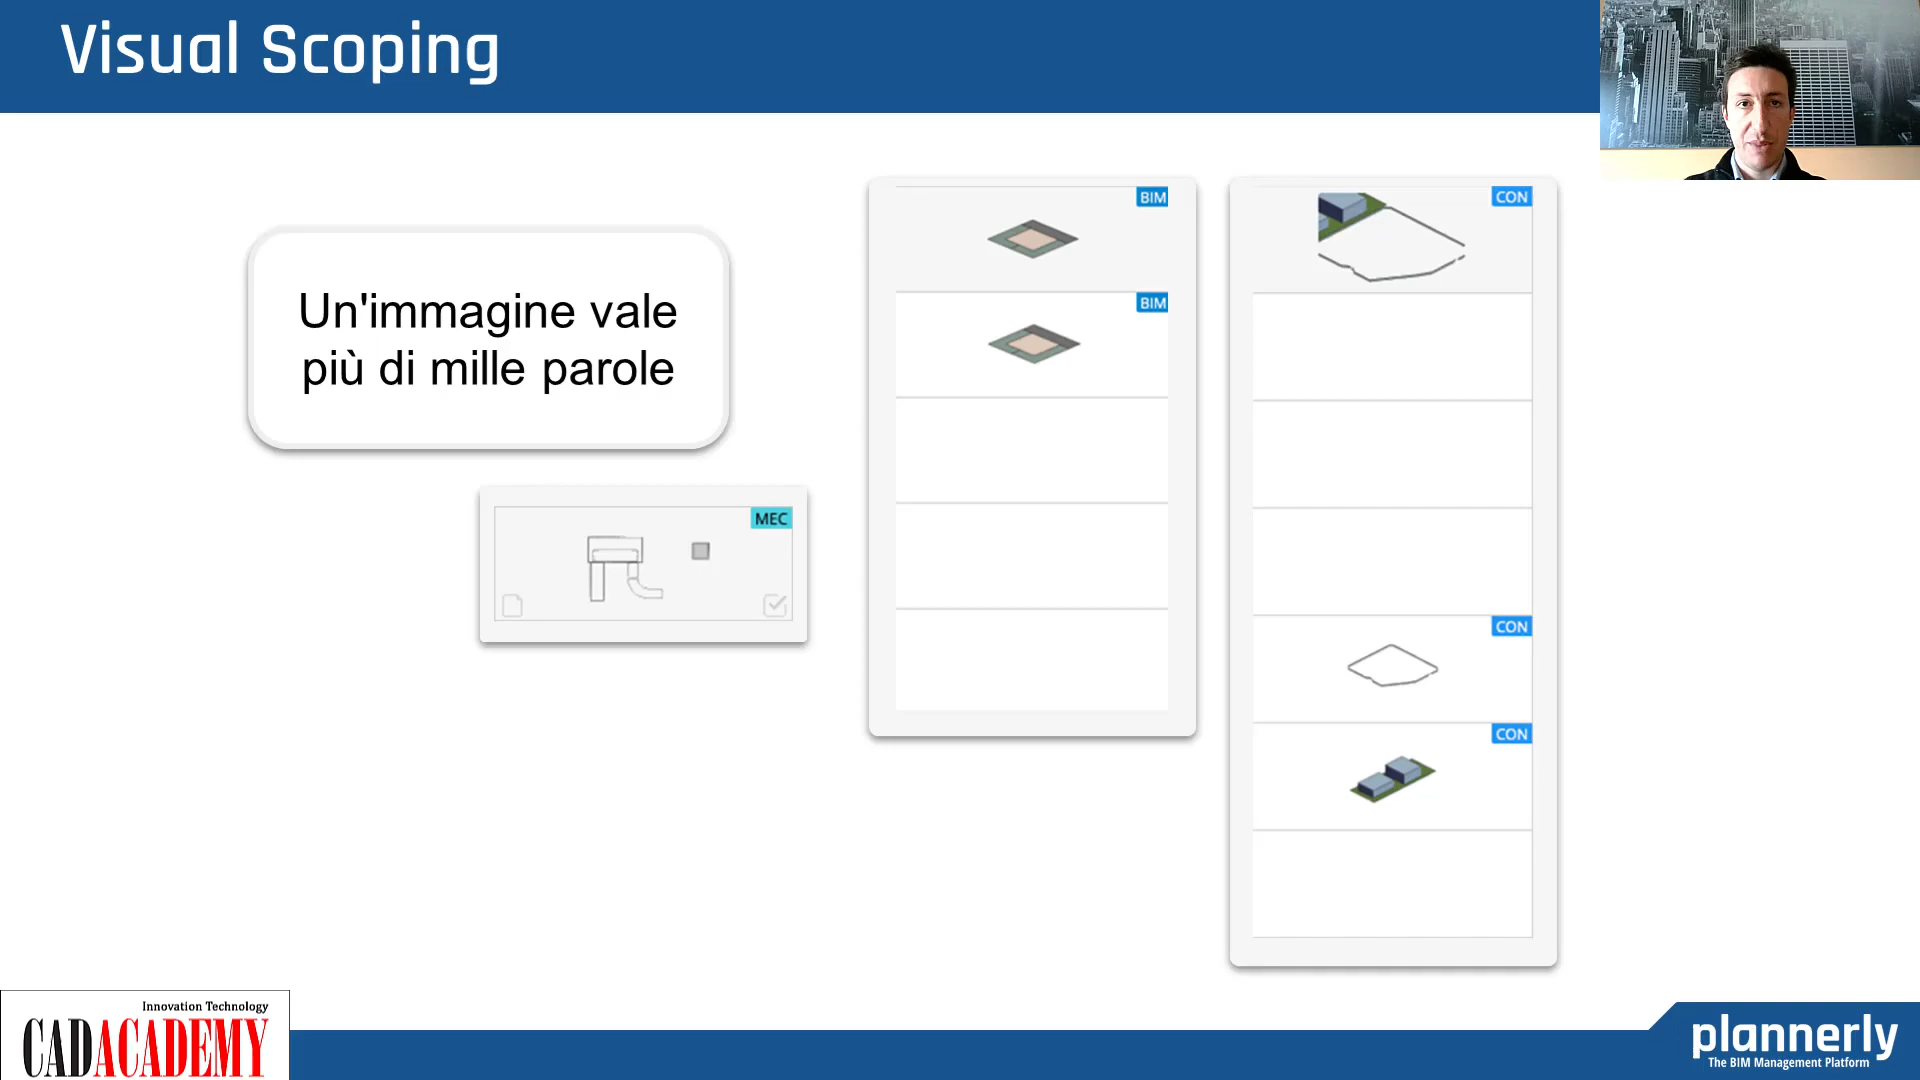 Visual Scoping
Un'immagine vale
più di mille parole
MEC
BIM
BIM
CON
CON
CON
Innovation Technology
CADACADEMY
plannerly
The BIM Management Platform